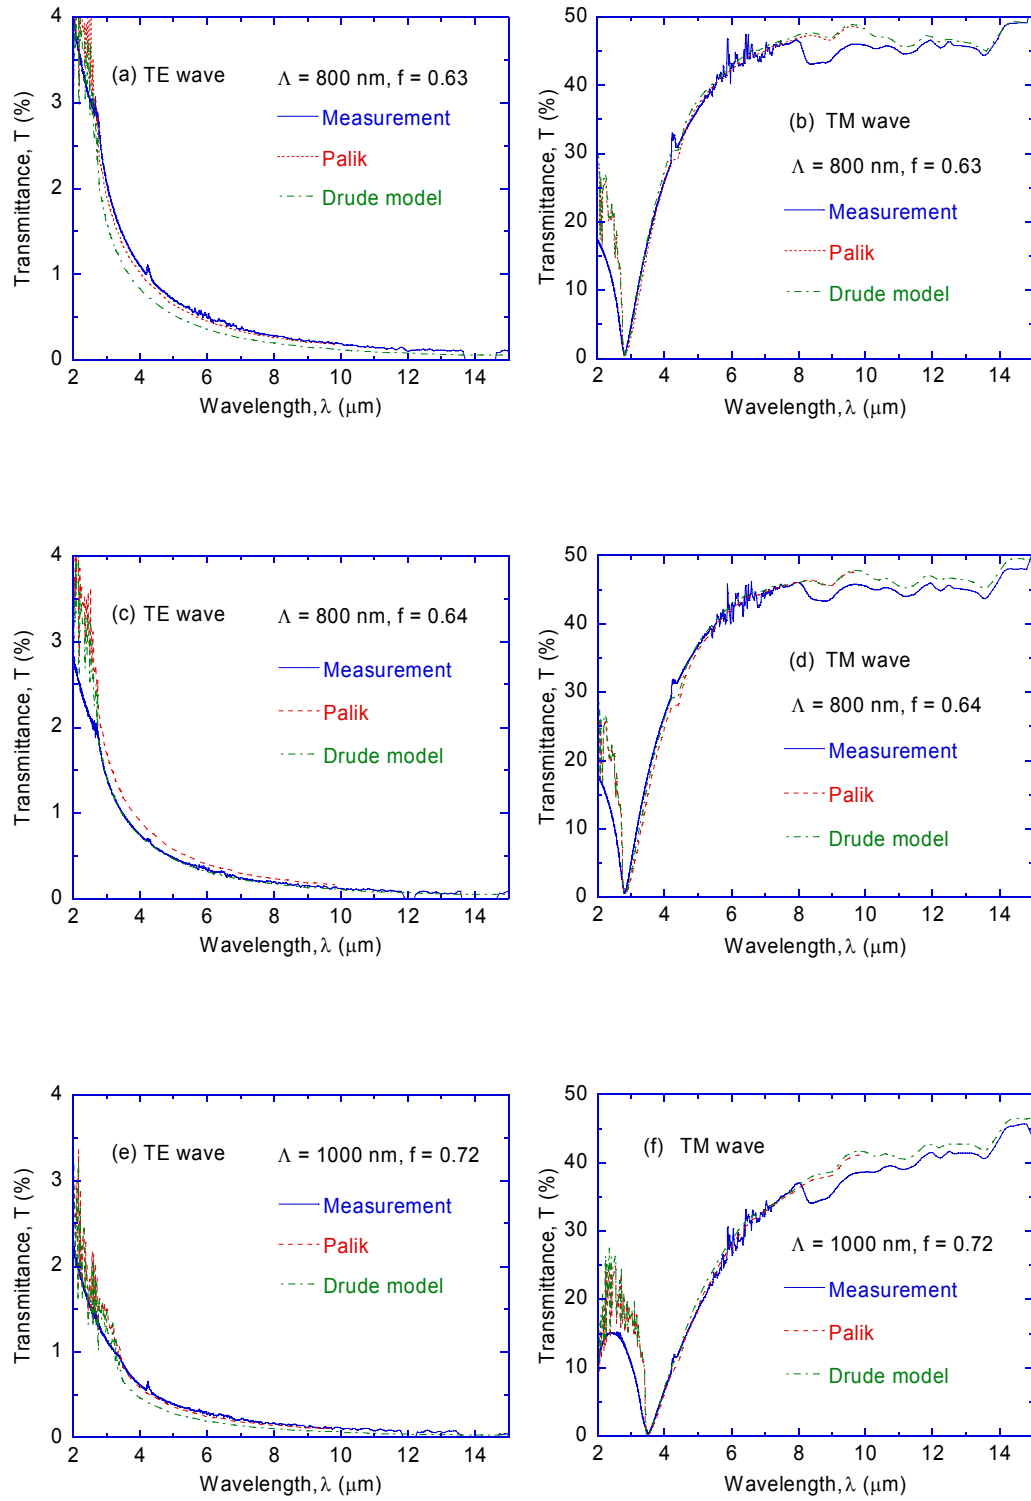 4
3
2
1
0
2 4 6 8 10 12 14
Transmittance, T (%)
Wavelength, λ (μm)
(a) TE wave
Λ = 800 nm, f = 0.63
Measurement
Palik
Drude model
50
40
30
20
10
0
2 4 6 8 10 12 14
Transmittance, T (%)
Wavelength, λ (μm)
(b) TM wave
Λ = 800 nm, f = 0.63
Measurement
Palik
Drude model
4
3
2
1
0
2 4 6 8 10 12 14
Transmittance, T (%)
Wavelength, λ (μm)
(c) TE wave
Λ = 800 nm, f = 0.64
Measurement
Palik
Drude model
50
40
30
20
10
0
2 4 6 8 10 12 14
Transmittance, T (%)
Wavelength, λ (μm)
(d) TM wave
Λ = 800 nm, f = 0.64
Measurement
Palik
Drude model
4
3
2
1
0
2 4 6 8 10 12 14
Transmittance, T (%)
Wavelength, λ (μm)
(e) TE wave
Λ = 1000 nm, f = 0.72
Measurement
Palik
Drude model
50
40
30
20
10
0
2 4 6 8 10 12 14
Transmittance, T (%)
Wavelength, λ (μm)
(f) TM wave
Λ = 1000 nm, f = 0.72
Measurement
Palik
Drude model